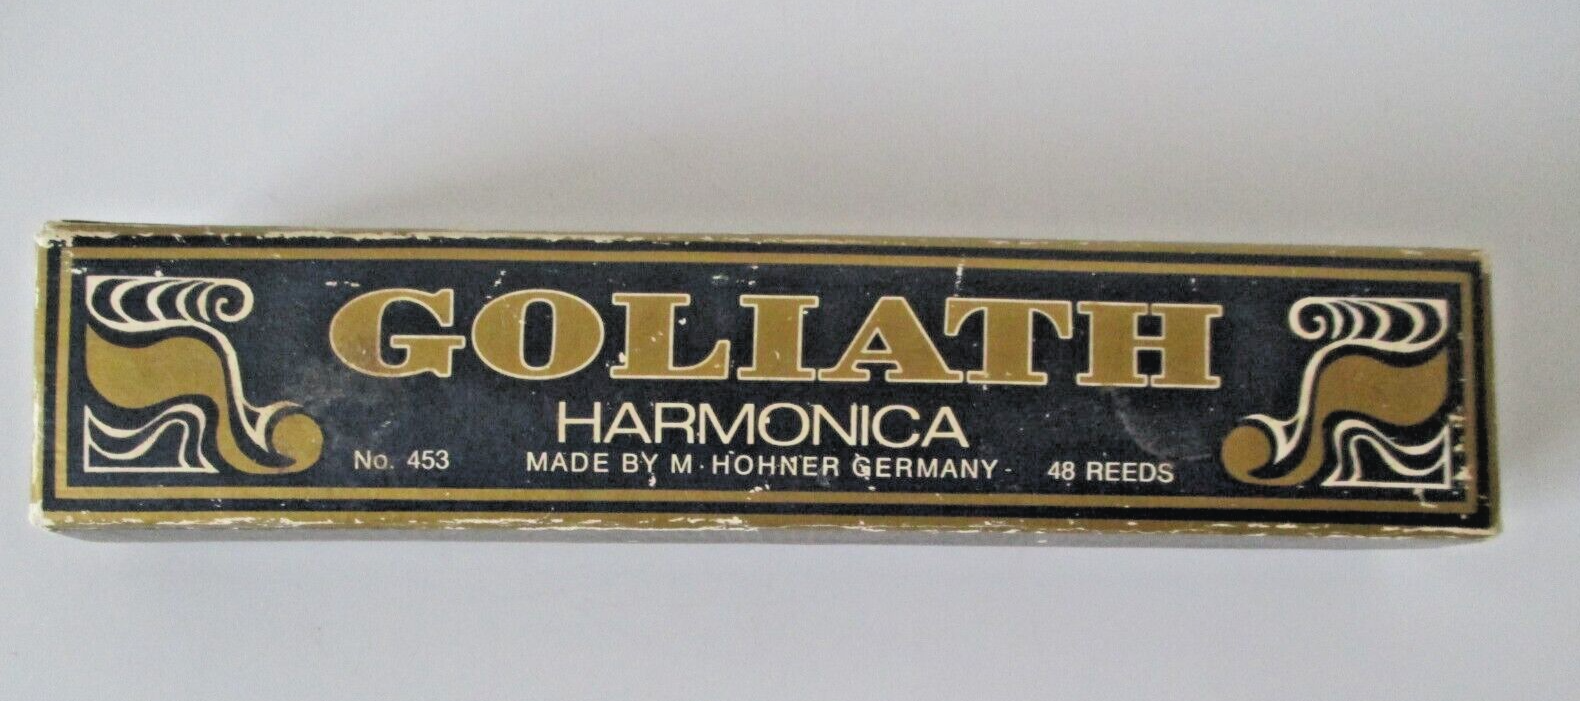 GOLIATH
HARMONICA
No. 453 MADE BY M. HOHNER GERMANY 48 REEDS